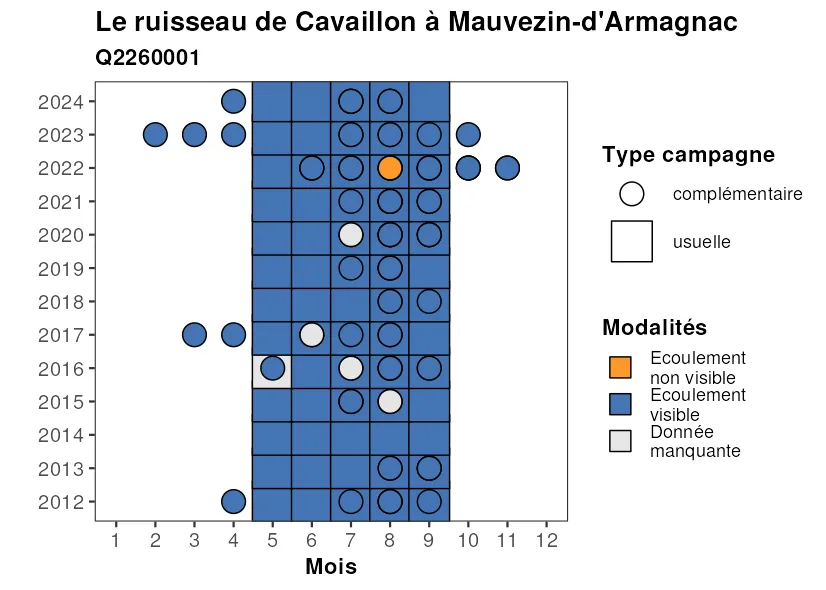 Le ruisseau de Cavaillon à Mauvezin-d'Armagnac
Q2260001
2024
2023
2022
2021
2020
2019
2018
2017
2016
2015
2014
2013
2012
1 2 3 4 5 6 7 8 9 10 11 12
Mois
Type campagne
complémentaire
usuelle
Modalités
Ecoulement
non visible
Ecoulement
visible
Donnée
manquante